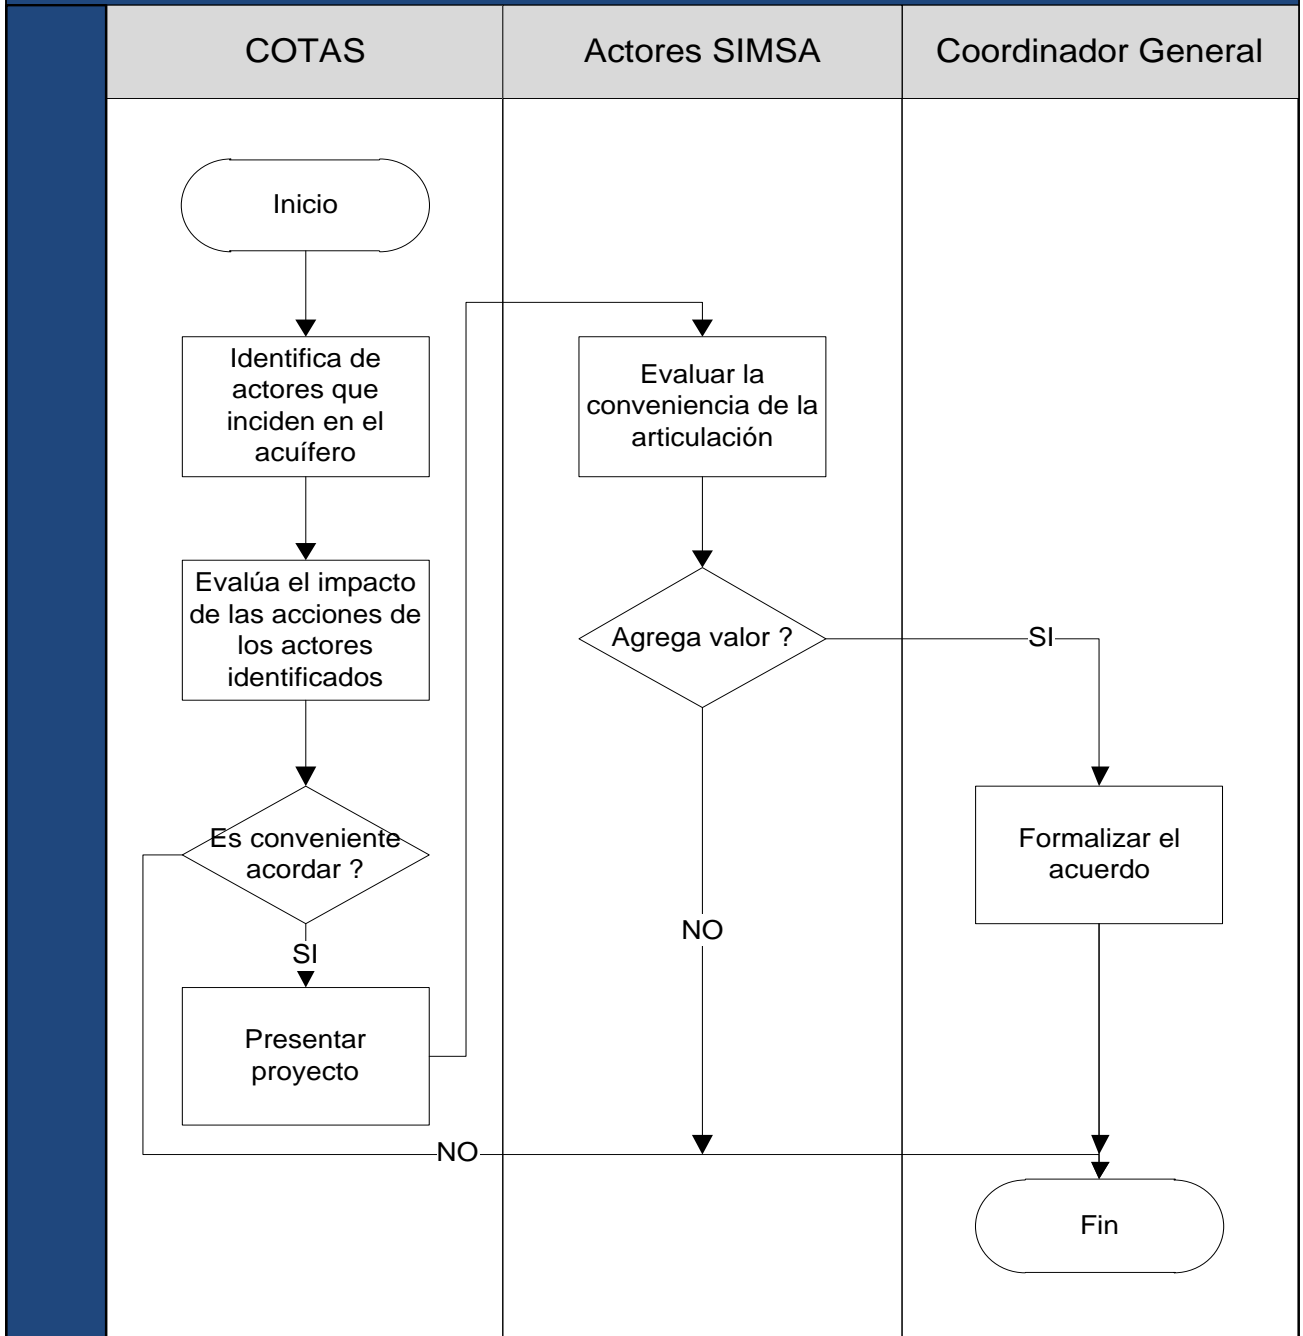 COTAS
Actores SIMSA
Coordinador General
Inicio
Identifica de
actores que
inciden en el
acuífero
Evalúa el impacto
de las acciones de
los actores
identificados
Es conveniente
acordar ?
SI
Presentar
proyecto
NO
Evaluar la
conveniencia de la
articulación
Agrega valor ?
SI
NO
Formalizar el
acuerdo
Fin